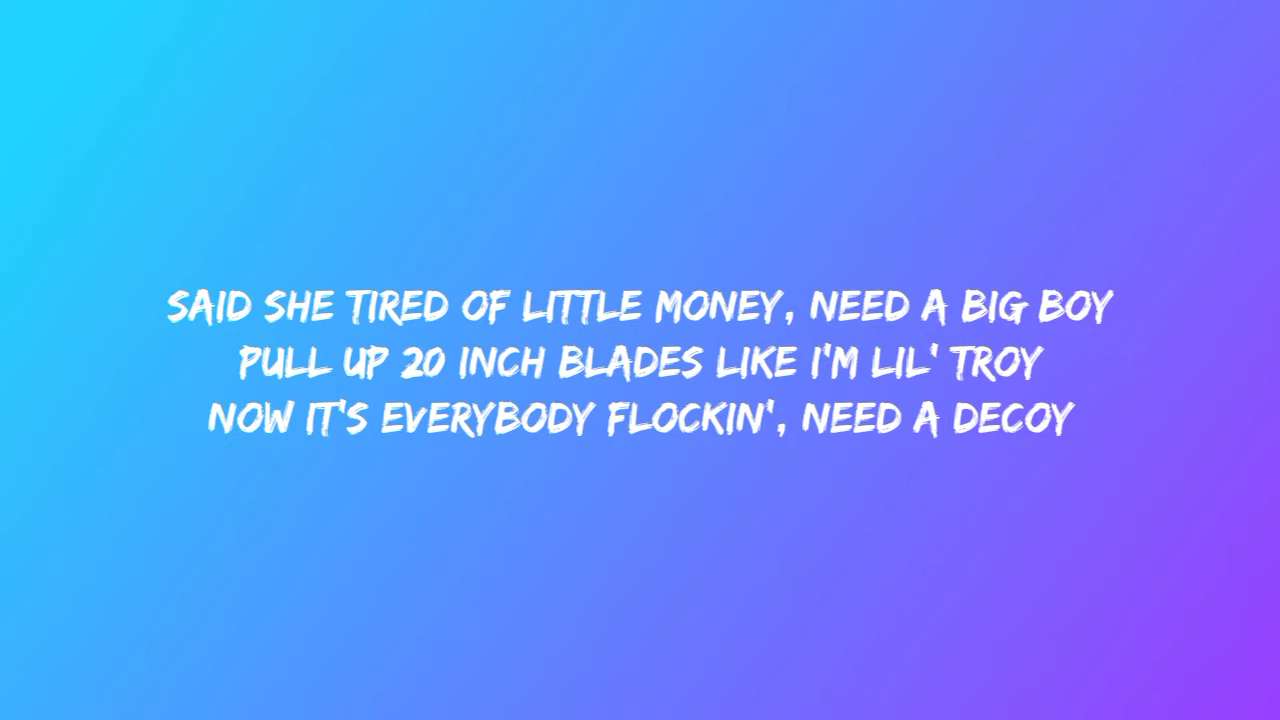 SAID SHE TIRED OF LITTLE MONEY, NEED A BIG BOY
PULL UP 20 INCH BLADES LIKE I'M LIL' TROY
NOW IT'S EVERYBODY FLOCKIN', NEED A DECOY